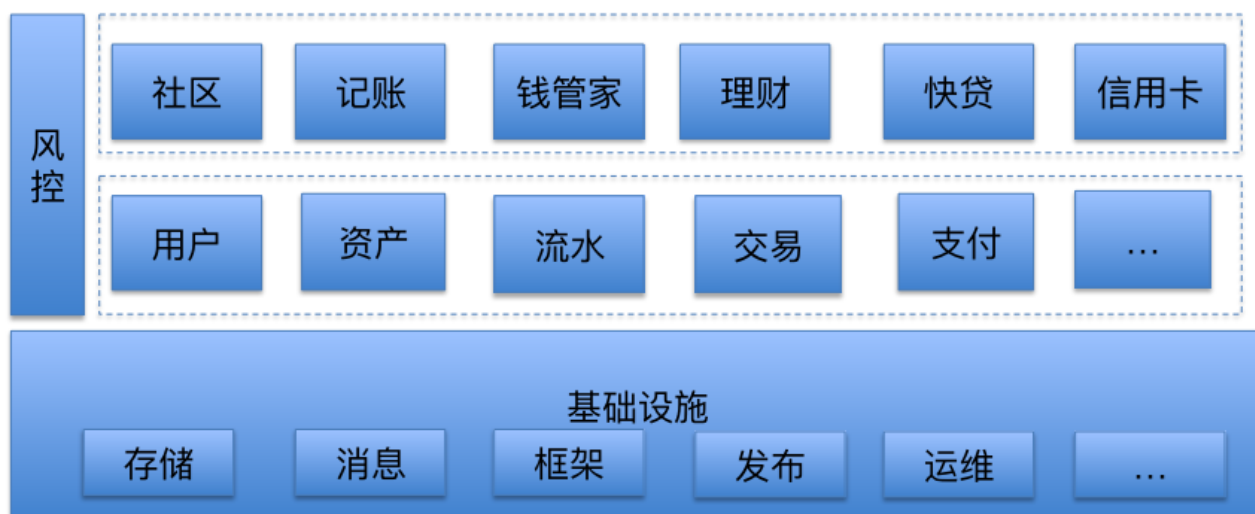 风控
社区
记账
钱管家
理财
快贷
信用卡
用户
资产
流水
交易
支付
…
基础设施
存储
消息
框架
发布
运维
…